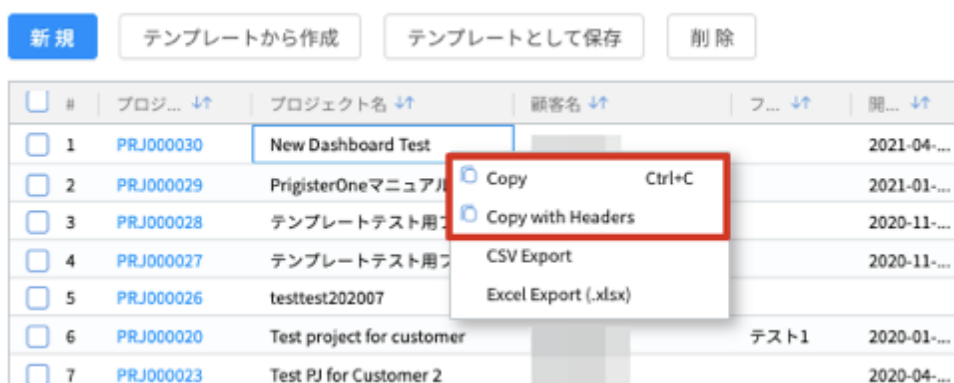 新規 テンプレートから作成 テンプレートとして保存 削除
# プロジ... プロジェクト名 顧客名 フ... 開...
1 PRJ000030 New Dashboard Test 2021-04-...
2 PRJ000029 PrigisterOneマニュアル 2021-01-...
Copy Ctrl+C
3 PRJ000028 テンプレートテスト用 2020-11-...
Copy with Headers
4 PRJ000027 テンプレートテスト用 2020-11-...
CSV Export
5 PRJ000026 testtest202007
Excel Export (.xlsx)
6 PRJ000020 Test project for customer テスト1 2020-01-...
7 PRJ000023 Test PJ for Customer 2 2020-04-...